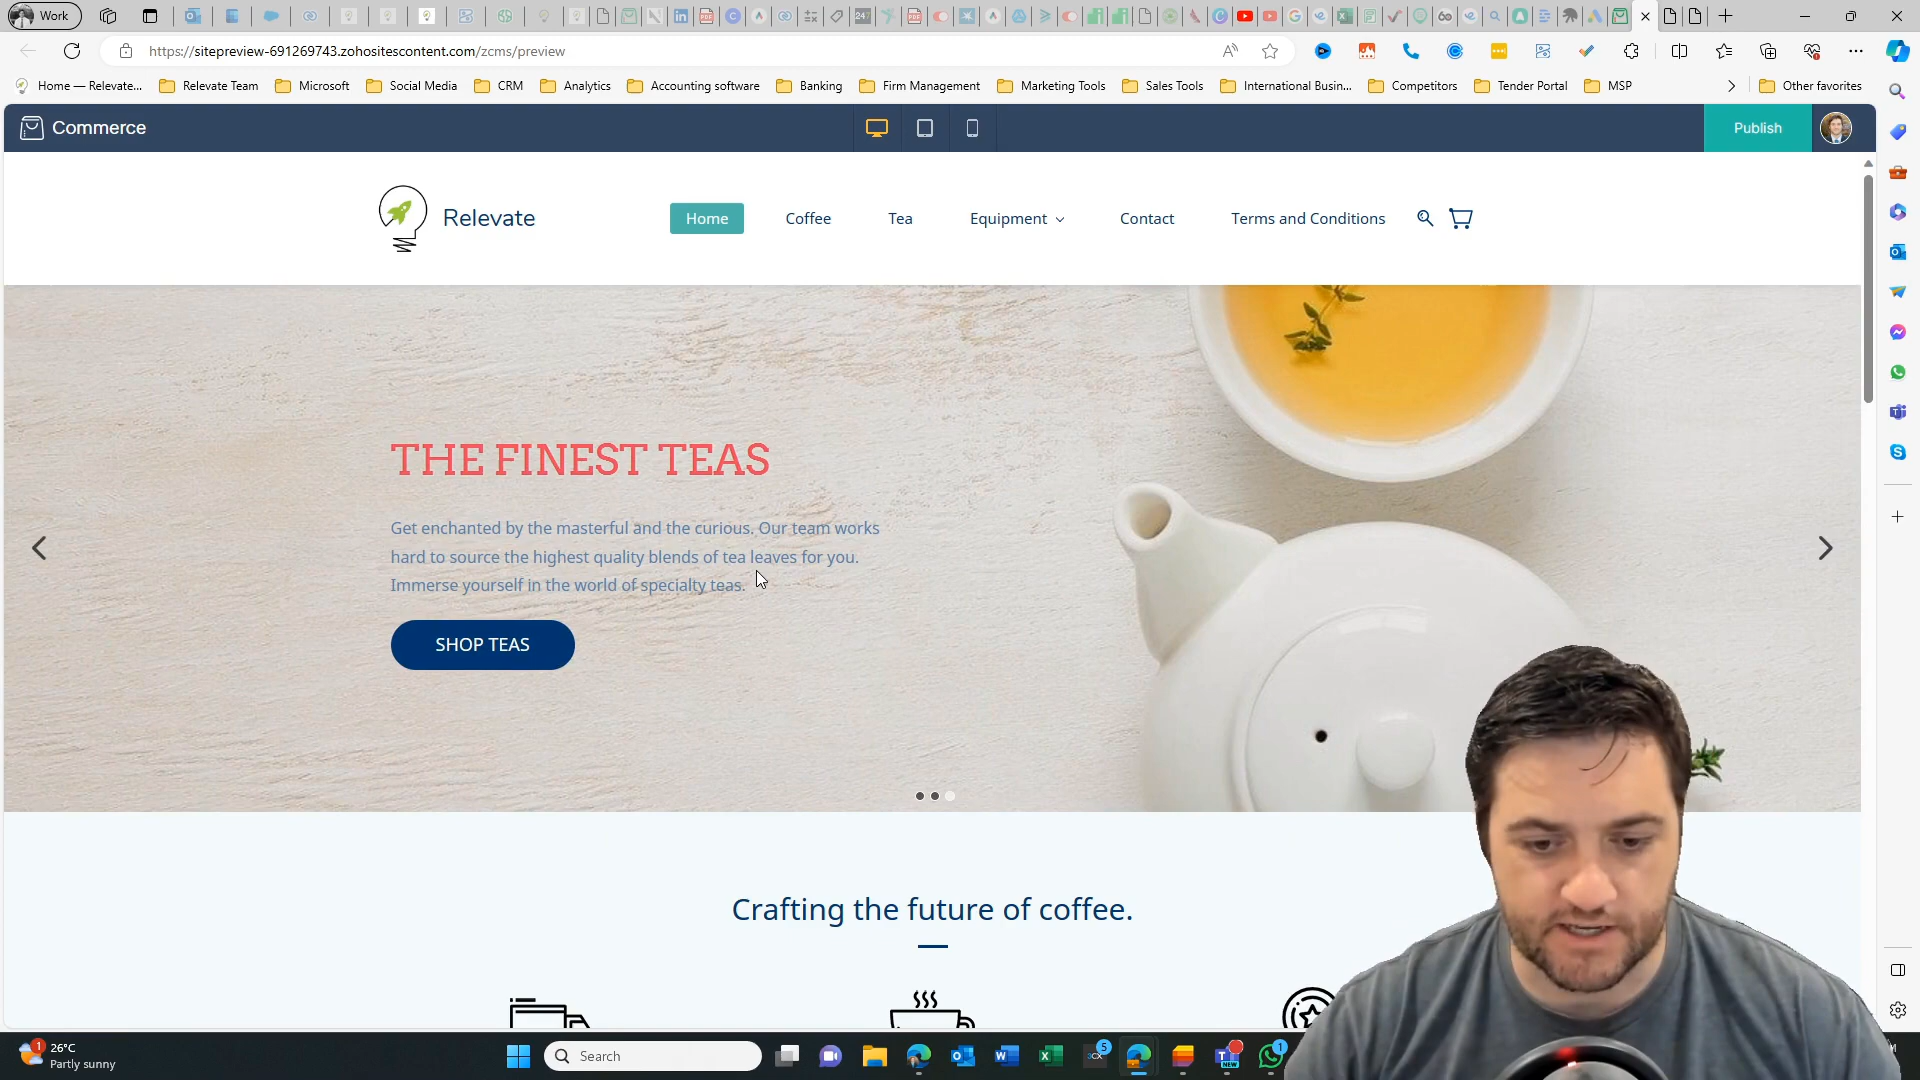 Work
https://sitepreview-691269743.zohositescontent.com/zcms/preview
Home — Relevate...
Relevate Team
Microsoft
Social Media
CRM
Analytics
Accounting software
Banking
Firm Management
Marketing Tools
Sales Tools
International Busin...
Competitors
Tender Portal
MSP
Other favorites
Commerce
Publish
Relevate
Home
Coffee
Tea
Equipment
Contact
Terms and Conditions
THE FINEST TEAS
Get enchanted by the masterful and the curious. Our team works
hard to source the highest quality blends of tea leaves for you.
Immerse yourself in the world of specialty teas.
SHOP TEAS
Crafting the future of coffee.
1
26°C
Partly sunny
Search
5
NEW
1